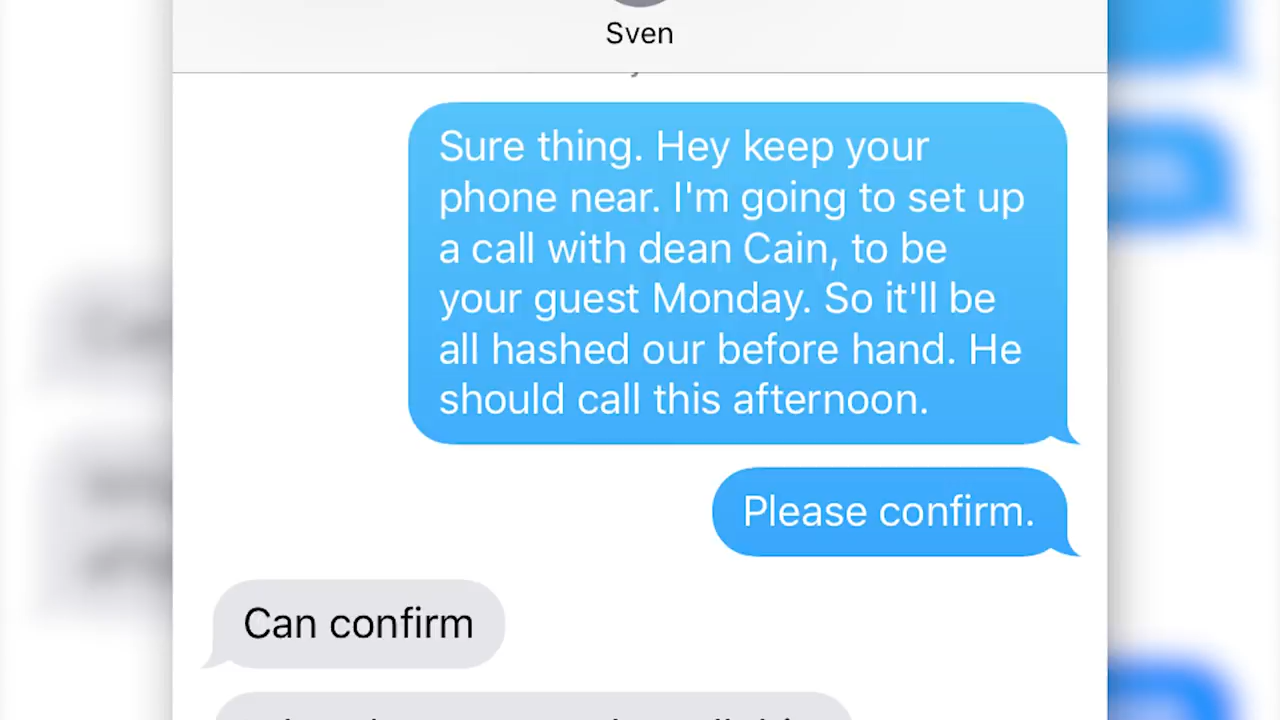 Sven
Sure thing. Hey keep your
phone near. I'm going to set up
a call with dean Cain, to be
your guest Monday. So it'll be
all hashed our before hand. He
should call this afternoon.
Please confirm.
Can confirm